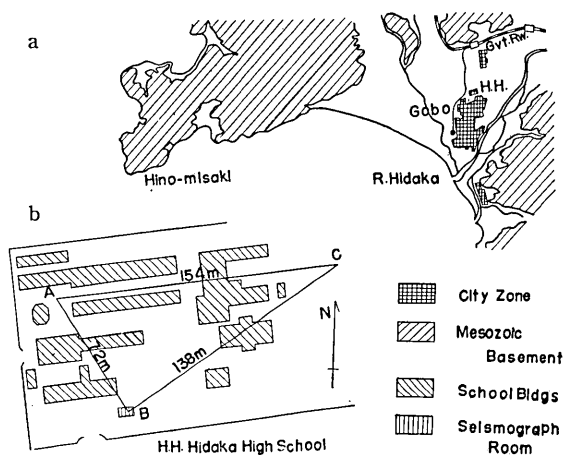 a
Gvt.Rw.
H.H.
Gobo
Hino-misaki
R.Hidaka
b
A
154m
C
138m
B
N
H.H. Hidaka High School
City Zone
Mesozoic
Basement
School Bldgs
Seismograph
Room